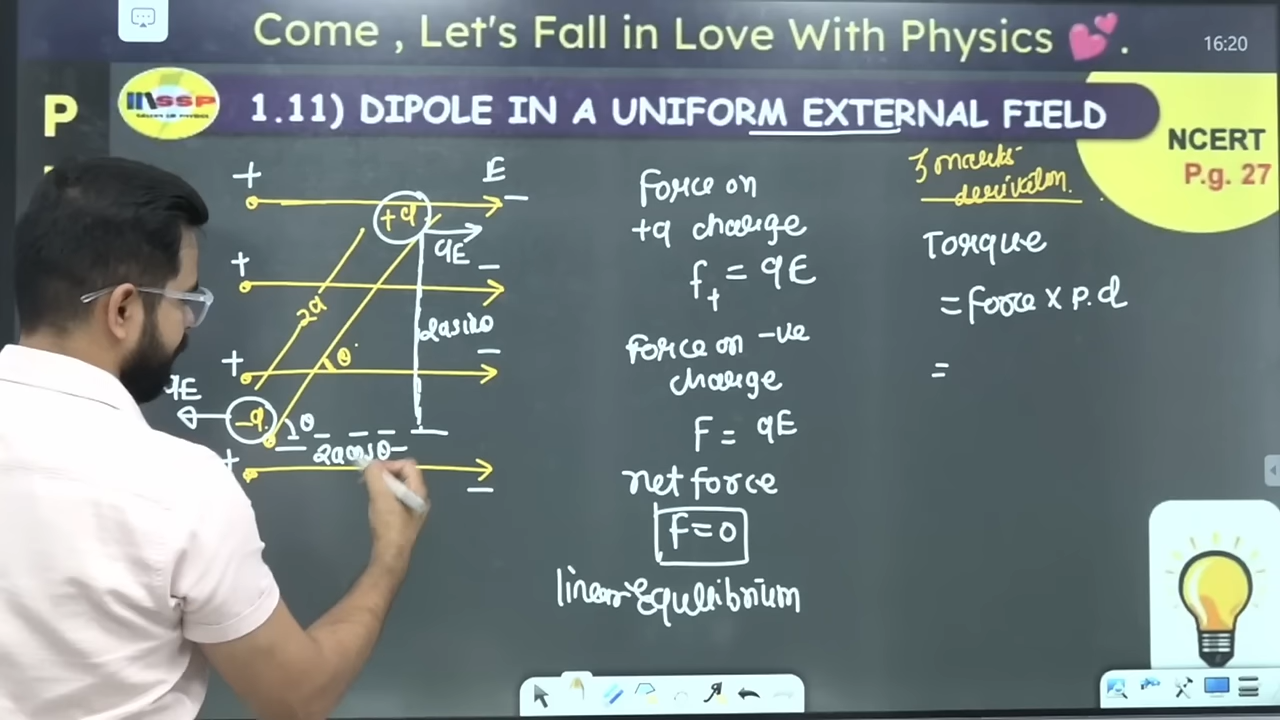 Come , Let's Fall in Love With Physics 💕 .
16:20
P
MSSP
1.11) DIPOLE IN A UNIFORM EXTERNAL FIELD
NCERT
P.g. 27
3 marks
derivation.
+ E −
+q
qE
+ −
2a
2asinθ
+ −
θ
qE
-q
θ
2acosθ
+ −
Force on
+q charge
f₊ = qE
Force on -ve
charge
F = qE
net force
F=0
linear Equilibrium
Torque
= force × P.d
=